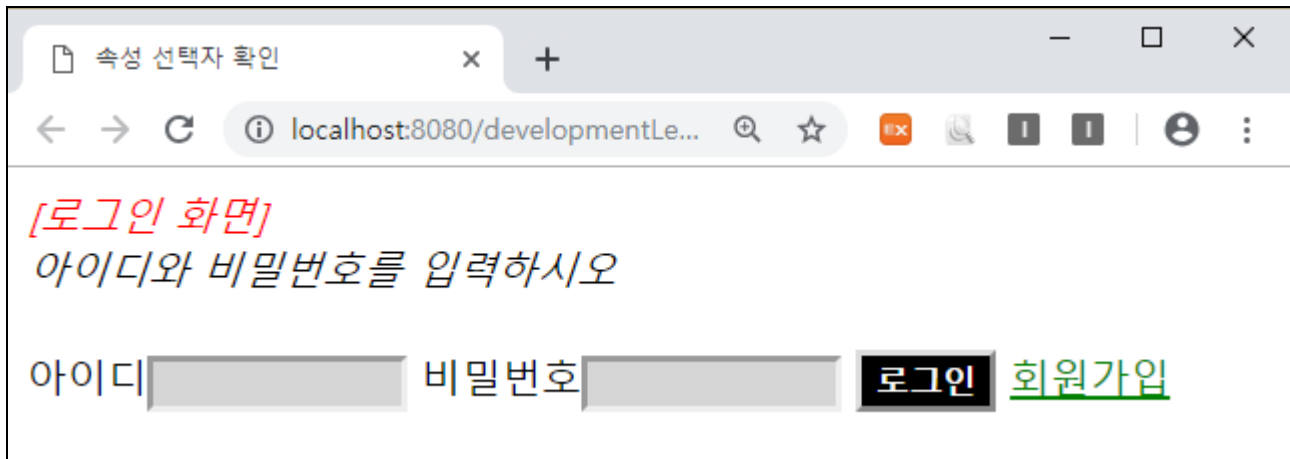 속성 선택자 확인
localhost:8080/developmentLe...
[로그인 화면]
아이디와 비밀번호를 입력하시오
아이디 비밀번호 로그인 회원가입